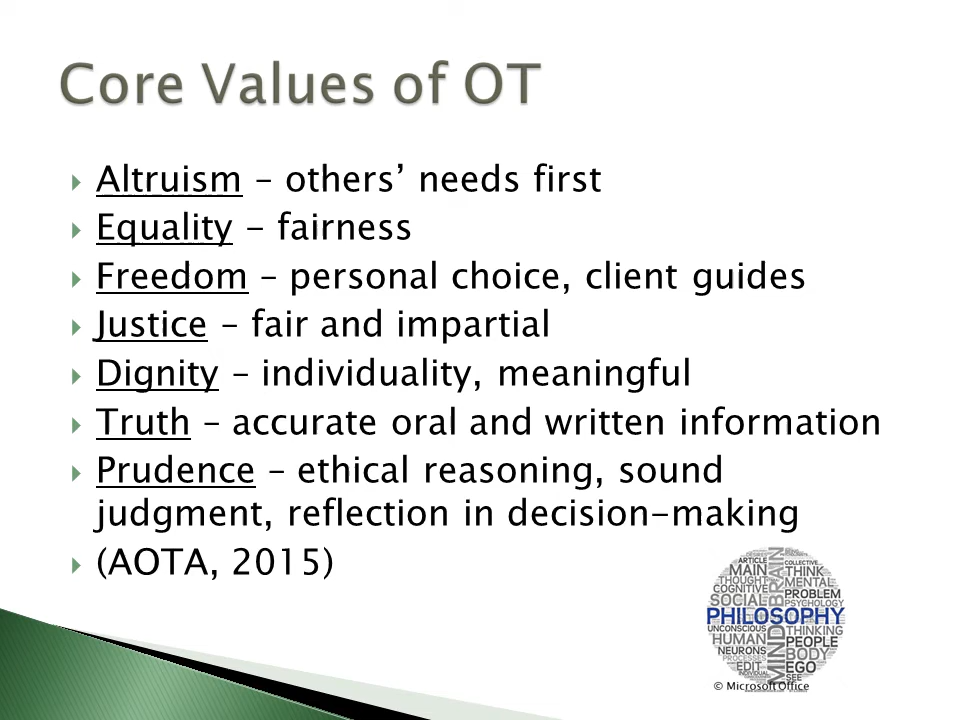 Core Values of OT
Altruism – others’ needs first
Equality - fairness
Freedom – personal choice, client guides
Justice – fair and impartial
Dignity – individuality, meaningful
Truth – accurate oral and written information
Prudence – ethical reasoning, sound
judgment, reflection in decision-making
(AOTA, 2015)
ARTICLE
MAIN
BRAIN
COLLECTIVE
THINK
THOUGHT
MENTAL
COGNITIVE
PROBLEM
SOCIAL
PSYCHOLOGY
PHILOSOPHY
UNCONSCIOUS
MIND
THINKING
HUMAN
PEOPLE
NEURONS
BODY
PROCESSES
EDIT
EGO
INDIVIDUAL
SEE
© Microsoft Office